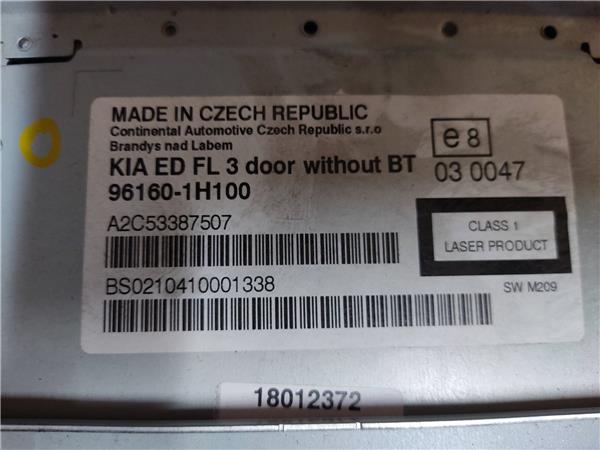 MADE IN CZECH REPUBLIC
Continental Automotive Czech Republic s.r.o
Brandys nad Labem
KIA ED FL 3 door without BT
96160-1H100
e8
03 0047
A2C53387507
CLASS 1
LASER PRODUCT
BS0210410001338
SW M209
18012372